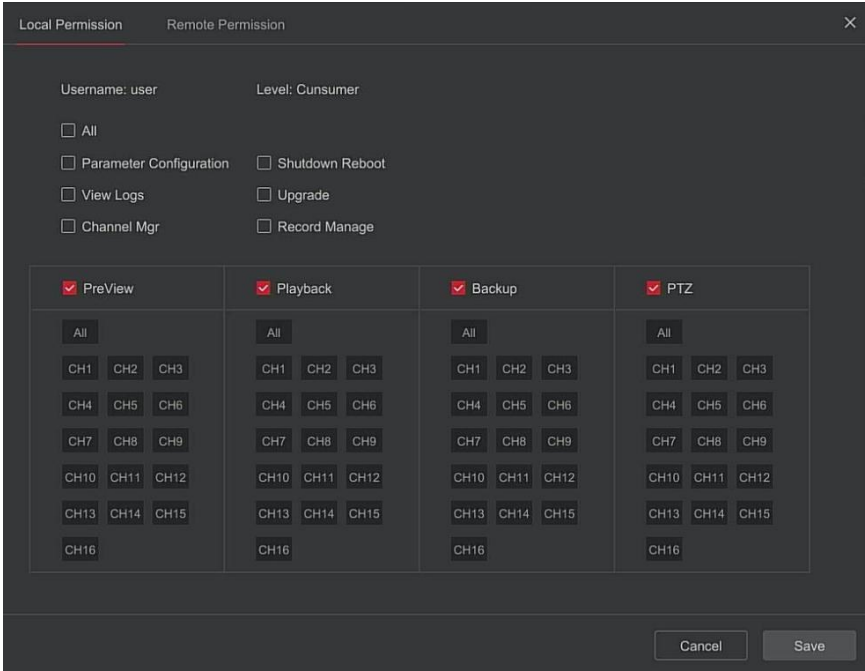 Local Permission Remote Permission
Username: user Level: Cunsumer
All
Parameter Configuration Shutdown Reboot
View Logs Upgrade
Channel Mgr Record Manage
PreView Playback Backup PTZ
All All All All
CH1 CH2 CH3 CH1 CH2 CH3 CH1 CH2 CH3 CH1 CH2 CH3
CH4 CH5 CH6 CH4 CH5 CH6 CH4 CH5 CH6 CH4 CH5 CH6
CH7 CH8 CH9 CH7 CH8 CH9 CH7 CH8 CH9 CH7 CH8 CH9
CH10 CH11 CH12 CH10 CH11 CH12 CH10 CH11 CH12 CH10 CH11 CH12
CH13 CH14 CH15 CH13 CH14 CH15 CH13 CH14 CH15 CH13 CH14 CH15
CH16 CH16 CH16 CH16
Cancel Save